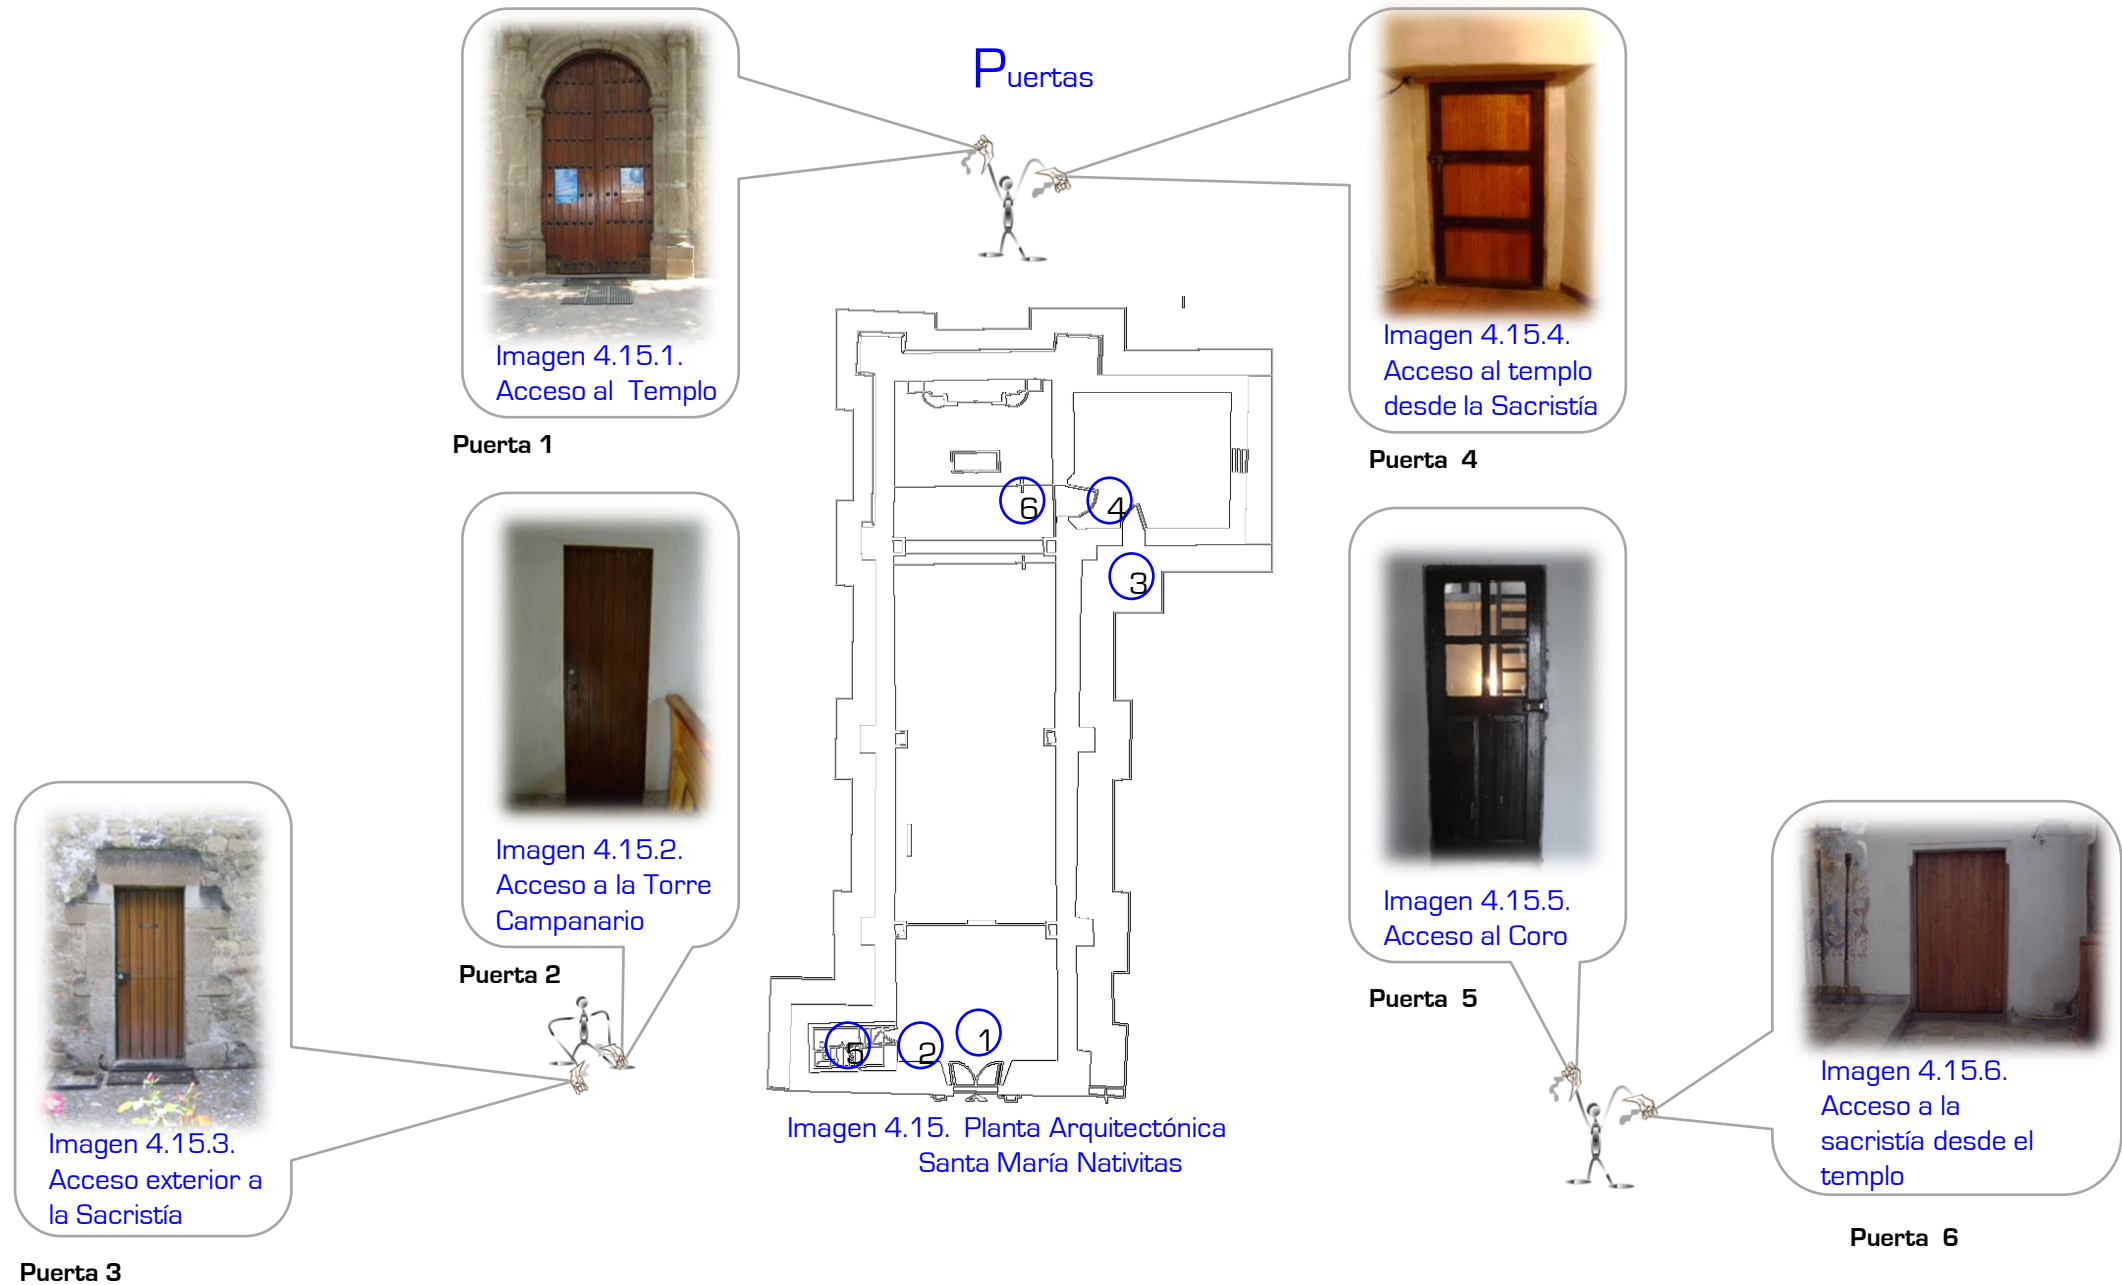 Puertas
Imagen 4.15.1.
Acceso al Templo
Puerta 1
Imagen 4.15.4.
Acceso al templo
desde la Sacristía
Puerta 4
Imagen 4.15.2.
Acceso a la Torre
Campanario
Puerta 2
Imagen 4.15.5.
Acceso al Coro
Puerta 5
Imagen 4.15.3.
Acceso exterior a
la Sacristía
Puerta 3
Imagen 4.15.6.
Acceso a la
sacristía desde el
templo
Puerta 6
6
4
3
5
2
1
Imagen 4.15. Planta Arquitectónica
Santa María Nativitas